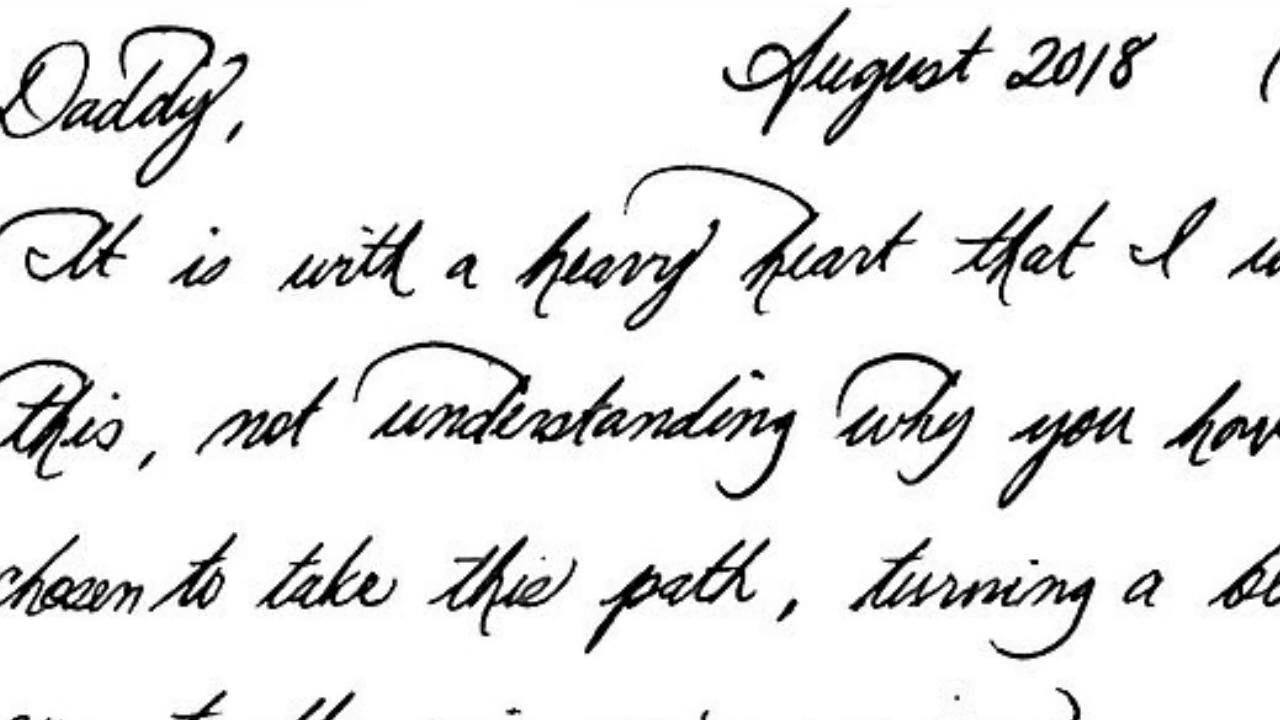 Daddy, August 2018 (
It is with a heavy heart that I
this, not understanding why you
chosen to take this path, turning a